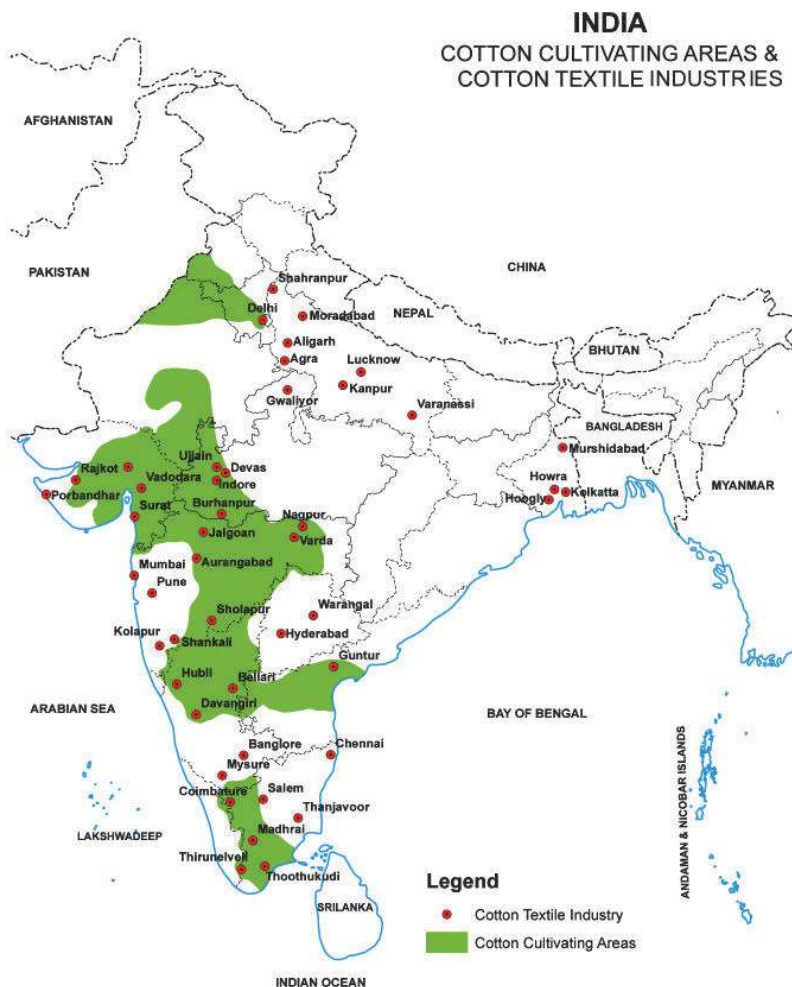 INDIA
COTTON CULTIVATING AREAS &
COTTON TEXTILE INDUSTRIES
AFGHANISTAN
PAKISTAN
CHINA
Shahranpur
Delhi
Moradabad
NEPAL
Aligarh
Agra
Lucknow
Kanpur
Gwaliyor
Varanassi
BHUTAN
BANGLADESH
Murshidabad
MYANMAR
Howra
Hoogly
Kolkatta
Rajkot
Vadodara
Ujjain
Devas
Indore
Porbandhar
Surat
Burhanpur
Nagpur
Jalgoan
Varda
Aurangabad
Mumbai
Pune
Sholapur
Warangal
Hyderabad
Kolapur
Shankali
Guntur
Hubli
Bellari
Davangiri
ARABIAN SEA
BAY OF BENGAL
Banglore
Chennai
Mysure
Coimbature
Salem
Thanjavoor
LAKSHWADEEP
Madhrai
Thirunelveli
Thoothukudi
SRILANKA
ANDAMAN & NICOBAR ISLANDS
Legend
Cotton Textile Industry
Cotton Cultivating Areas
INDIAN OCEAN